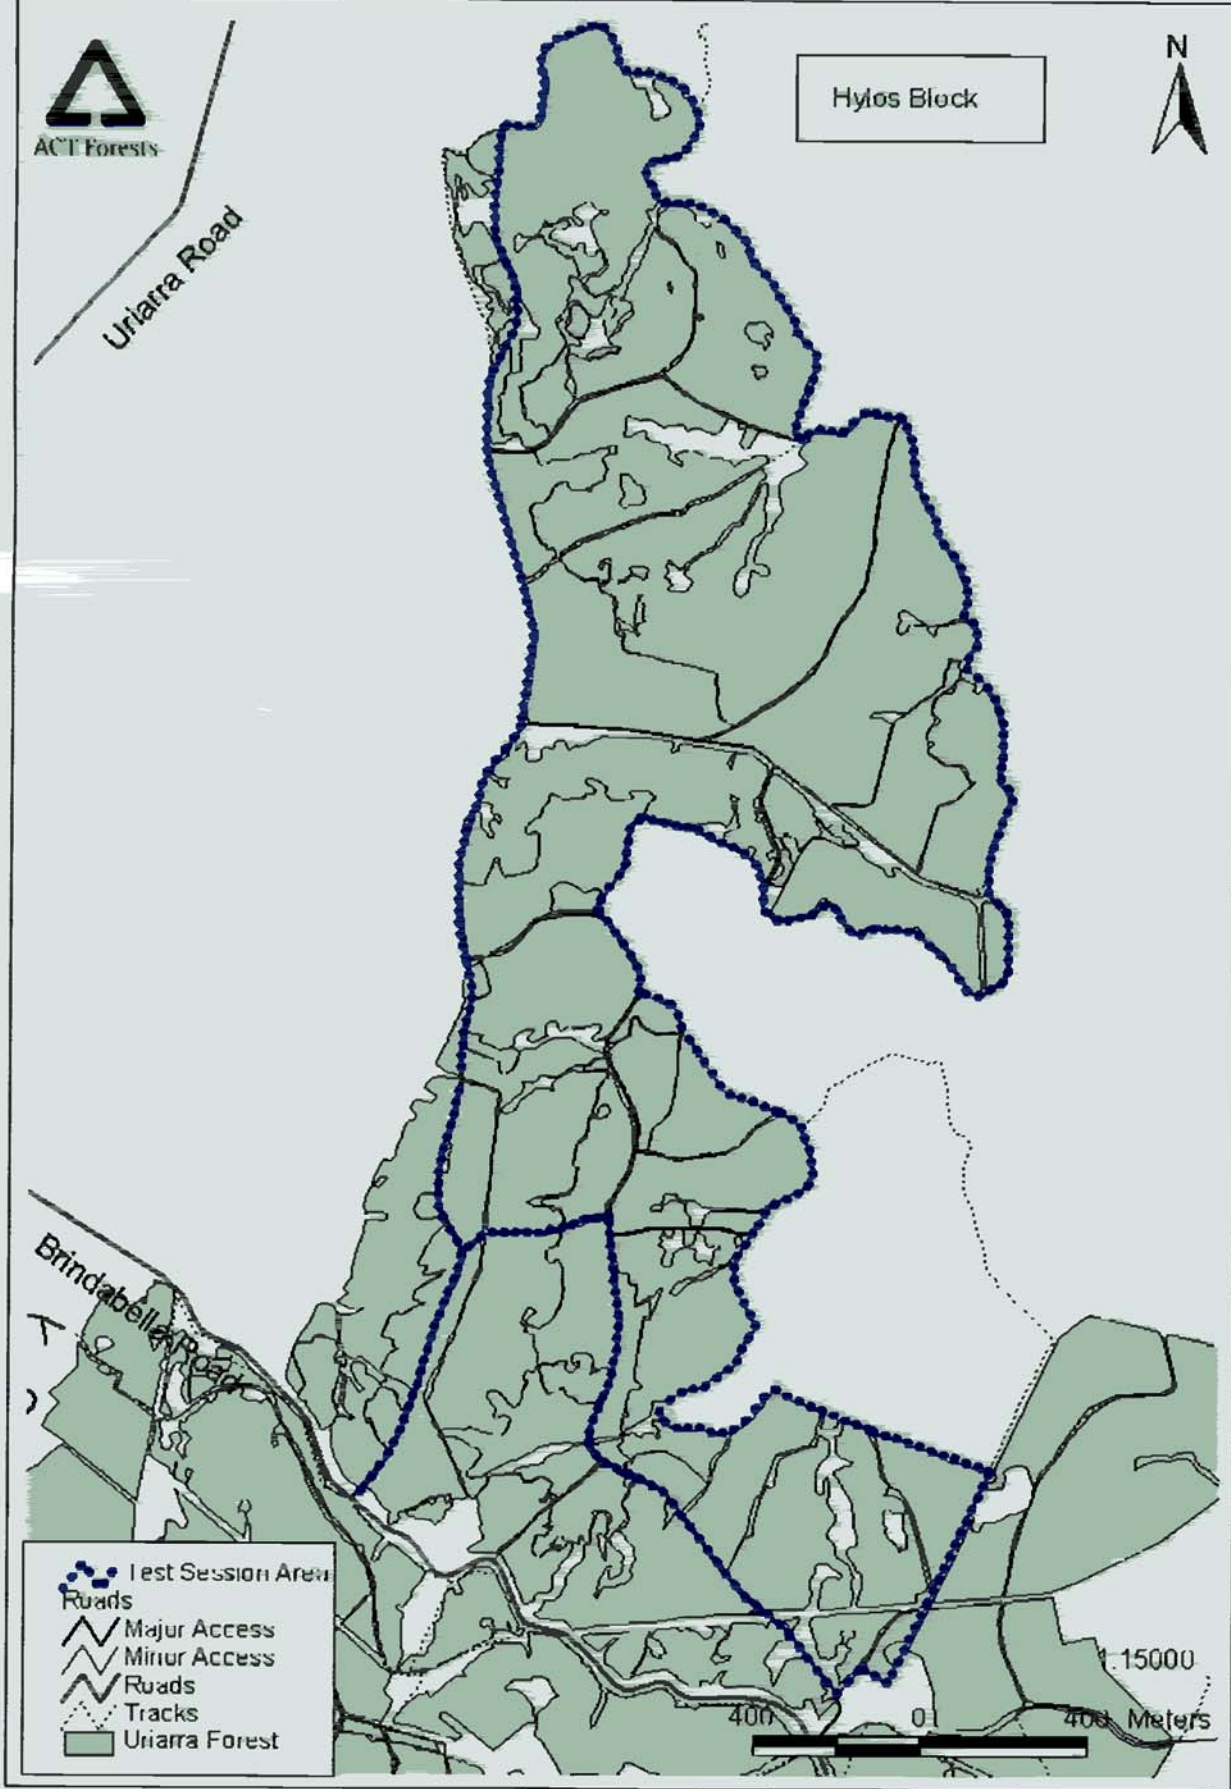 ACT Forests
Hylos Block
N
Uriarra Road
Brindabella Road
Test Session Area
Roads
Major Access
Minor Access
Roads
Tracks
Uriarra Forest
1:15000
400 0 400 Meters